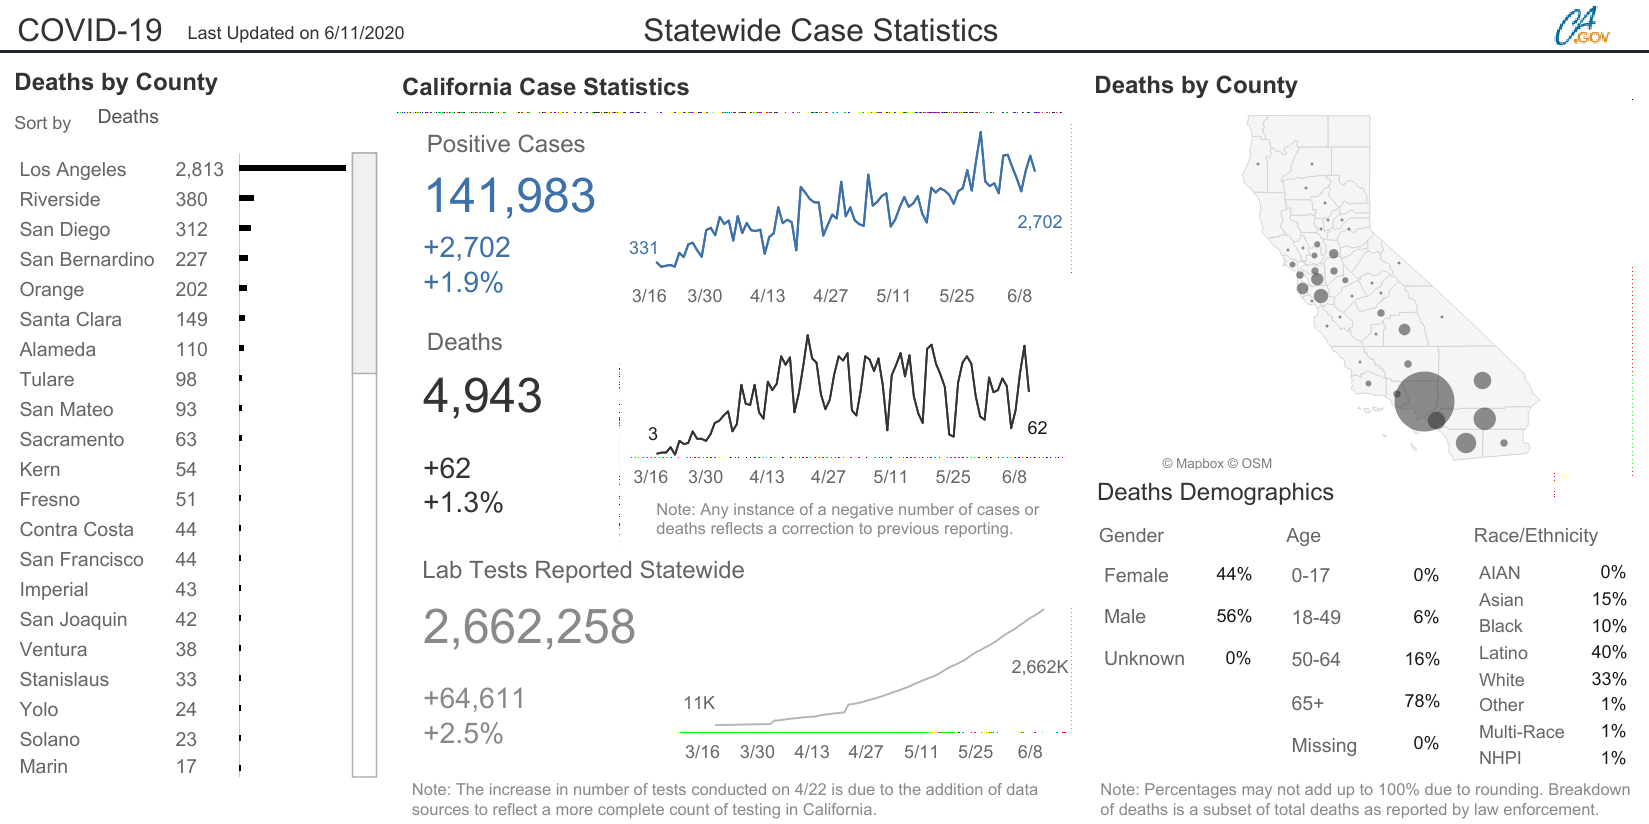 COVID-19 Last Updated on 6/11/2020
Statewide Case Statistics
CA.GOV
Deaths by County
Sort by Deaths
Los Angeles 2,813
Riverside 380
San Diego 312
San Bernardino 227
Orange 202
Santa Clara 149
Alameda 110
Tulare 98
San Mateo 93
Sacramento 63
Kern 54
Fresno 51
Contra Costa 44
San Francisco 44
Imperial 43
San Joaquin 42
Ventura 38
Stanislaus 33
Yolo 24
Solano 23
Marin 17
California Case Statistics
Positive Cases
141,983
+2,702
+1.9%
331
2,702
3/16 3/30 4/13 4/27 5/11 5/25 6/8
Deaths
4,943
+62
+1.3%
3
62
3/16 3/30 4/13 4/27 5/11 5/25 6/8
Note: Any instance of a negative number of cases or
deaths reflects a correction to previous reporting.
Lab Tests Reported Statewide
2,662,258
+64,611
+2.5%
11K
2,662K
3/16 3/30 4/13 4/27 5/11 5/25 6/8
Note: The increase in number of tests conducted on 4/22 is due to the addition of data
sources to reflect a more complete count of testing in California.
Deaths by County
© Mapbox © OSM
Deaths Demographics
Gender
Female 44%
Male 56%
Unknown 0%
Age
0-17 0%
18-49 6%
50-64 16%
65+ 78%
Missing 0%
Race/Ethnicity
AIAN 0%
Asian 15%
Black 10%
Latino 40%
White 33%
Other 1%
Multi-Race 1%
NHPI 1%
Note: Percentages may not add up to 100% due to rounding. Breakdown
of deaths is a subset of total deaths as reported by law enforcement.